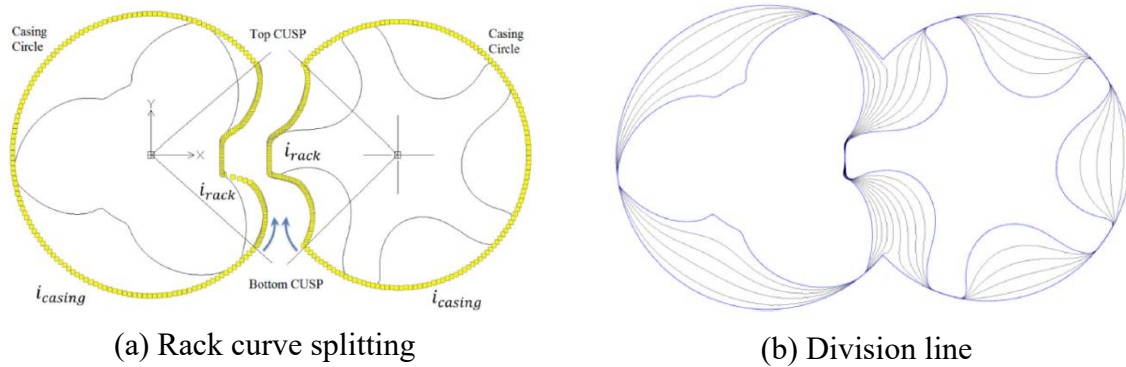 Casing
Circle
Top CUSP
Casing
Circle
Y
X
i_rack
i_rack
Bottom CUSP
i_casing
i_casing
(a) Rack curve splitting
(b) Division line